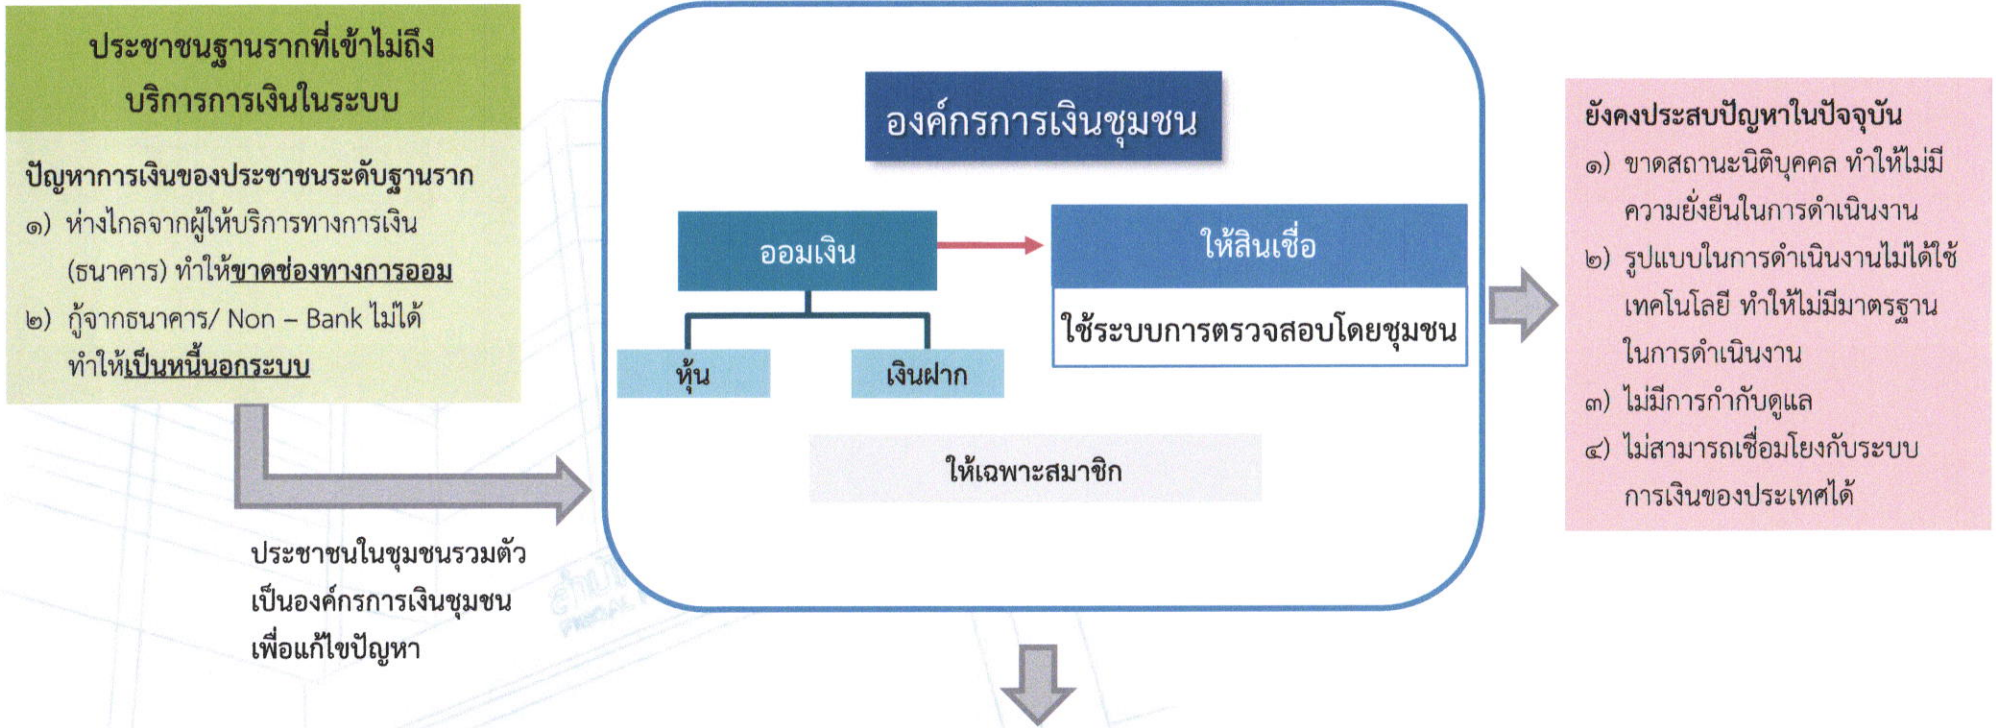 ประชาชนฐานรากที่เข้าไม่ถึง
บริการการเงินในระบบ
ปัญหาการเงินของประชาชนระดับฐานราก
๑) ห่างไกลจากผู้ให้บริการทางการเงิน
(ธนาคาร) ทำให้ขาดช่องทางการออม
๒) กู้จากธนาคาร/ Non – Bank ไม่ได้
ทำให้เป็นหนี้นอกระบบ
ประชาชนในชุมชนรวมตัว
เป็นองค์กรการเงินชุมชน
เพื่อแก้ไขปัญหา
องค์กรการเงินชุมชน
ออมเงิน
หุ้น
เงินฝาก
ให้สินเชื่อ
ใช้ระบบการตรวจสอบโดยชุมชน
ให้เฉพาะสมาชิก
ยังคงประสบปัญหาในปัจจุบัน
๑) ขาดสถานะนิติบุคคล ทำให้ไม่มี
ความยั่งยืนในการดำเนินงาน
๒) รูปแบบในการดำเนินงานไม่ได้ใช้
เทคโนโลยี ทำให้ไม่มีมาตรฐาน
ในการดำเนินงาน
๓) ไม่มีการกำกับดูแล
๔) ไม่สามารถเชื่อมโยงกับระบบ
การเงินของประเทศได้